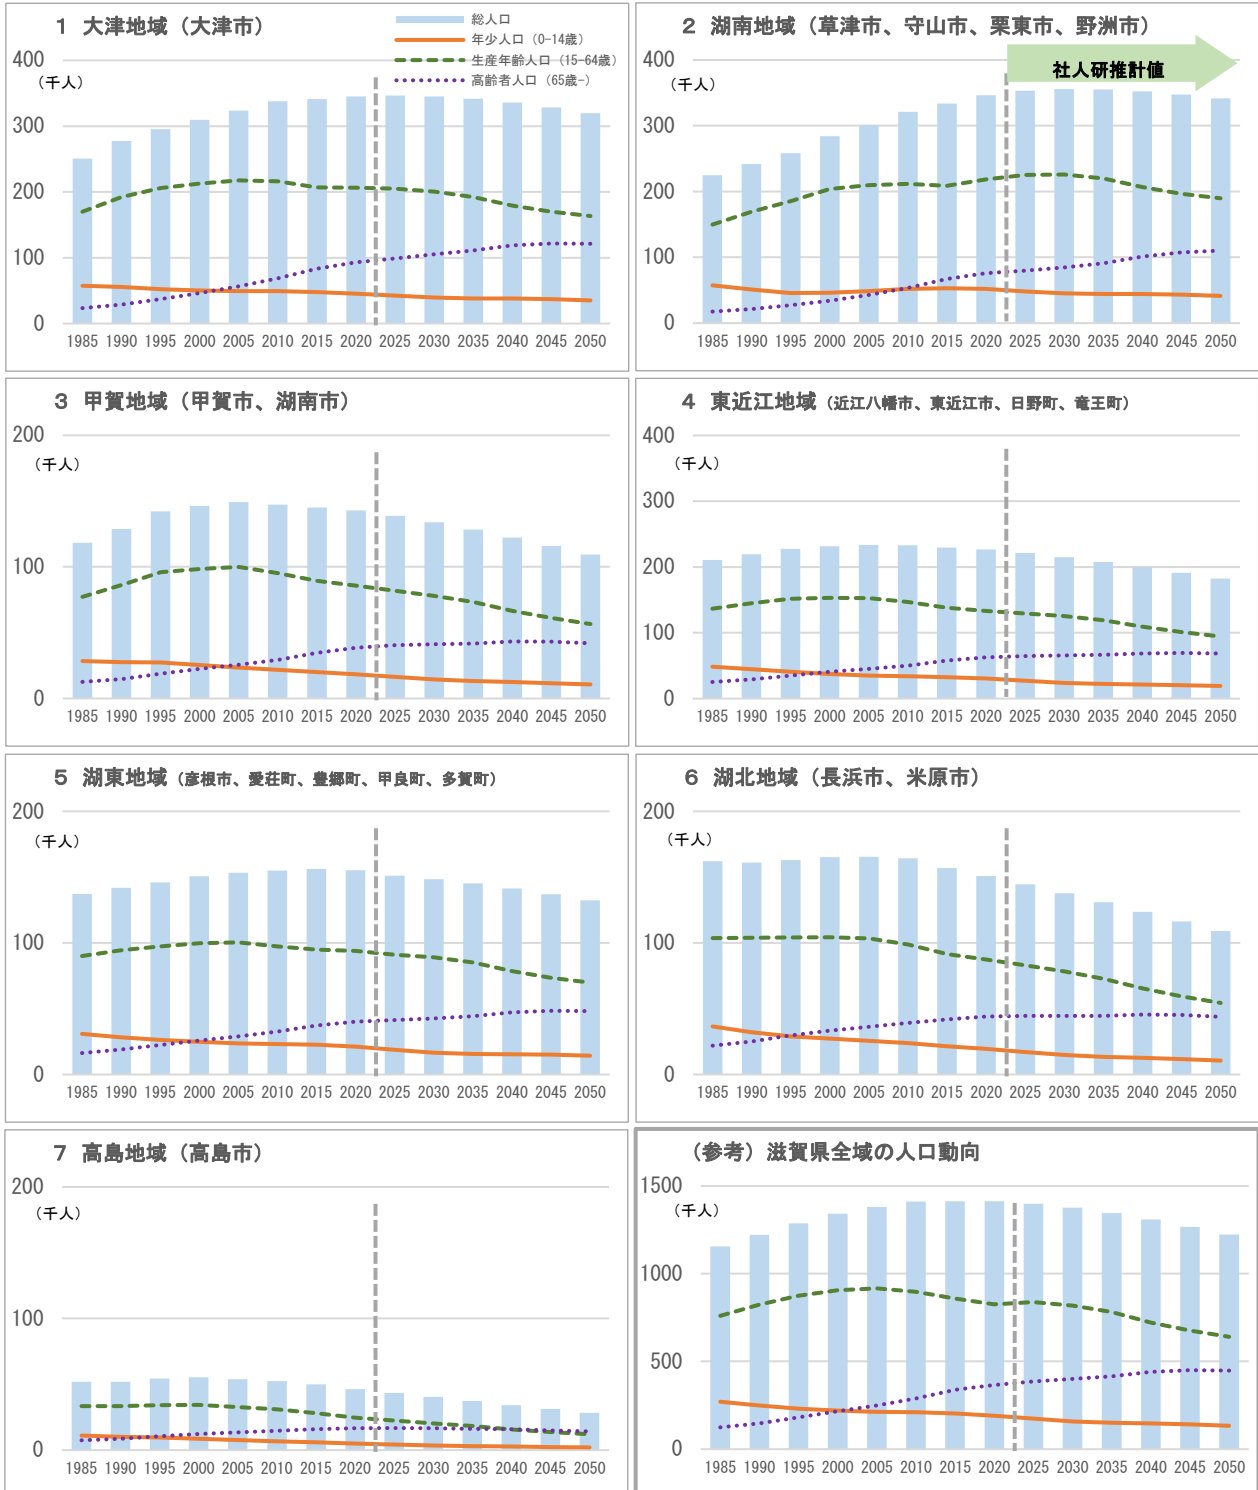 1 大津地域（大津市）
総人口
年少人口（0-14歳）
生産年齢人口（15-64歳）
高齢者人口（65歳-）
400
（千人）
300
200
100
0
1985 1990 1995 2000 2005 2010 2015 2020 2025 2030 2035 2040 2045 2050
2 湖南地域（草津市、守山市、栗東市、野洲市）
社人研推計値
400
（千人）
300
200
100
0
1985 1990 1995 2000 2005 2010 2015 2020 2025 2030 2035 2040 2045 2050
3 甲賀地域（甲賀市、湖南市）
200
（千人）
100
0
1985 1990 1995 2000 2005 2010 2015 2020 2025 2030 2035 2040 2045 2050
4 東近江地域（近江八幡市、東近江市、日野町、竜王町）
400
（千人）
300
200
100
0
1985 1990 1995 2000 2005 2010 2015 2020 2025 2030 2035 2040 2045 2050
5 湖東地域（彦根市、愛荘町、豊郷町、甲良町、多賀町）
200
（千人）
100
0
1985 1990 1995 2000 2005 2010 2015 2020 2025 2030 2035 2040 2045 2050
6 湖北地域（長浜市、米原市）
200
（千人）
100
0
1985 1990 1995 2000 2005 2010 2015 2020 2025 2030 2035 2040 2045 2050
7 高島地域（高島市）
200
（千人）
100
0
1985 1990 1995 2000 2005 2010 2015 2020 2025 2030 2035 2040 2045 2050
（参考）滋賀県全域の人口動向
1500
（千人）
1000
500
0
1985 1990 1995 2000 2005 2010 2015 2020 2025 2030 2035 2040 2045 2050